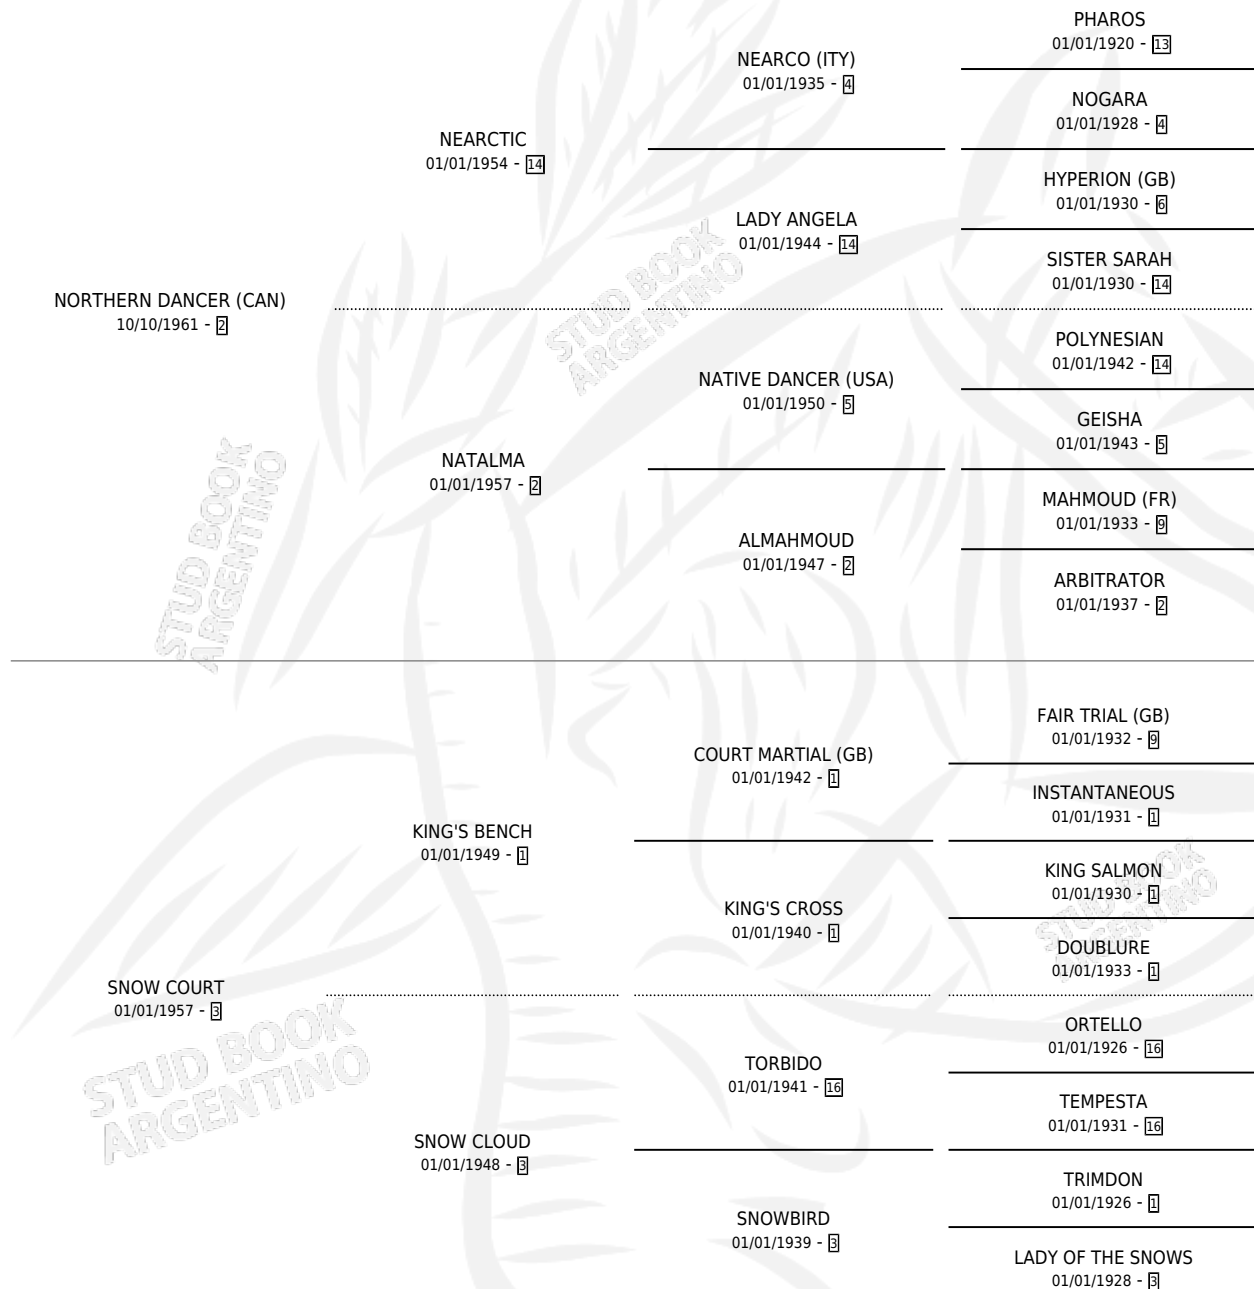 PHAROS
01/01/1920 - 13
NEARCO (ITY)
01/01/1935 - 4
NOGARA
01/01/1928 - 4
NEARCTIC
01/01/1954 - 14
HYPERION (GB)
01/01/1930 - 6
LADY ANGELA
01/01/1944 - 14
SISTER SARAH
01/01/1930 - 14
NORTHERN DANCER (CAN)
10/10/1961 - 2
POLYNESIAN
01/01/1942 - 14
NATIVE DANCER (USA)
01/01/1950 - 5
GEISHA
01/01/1943 - 5
NATALMA
01/01/1957 - 2
MAHMOUD (FR)
01/01/1933 - 9
ALMAHMOUD
01/01/1947 - 2
ARBITRATOR
01/01/1937 - 2
FAIR TRIAL (GB)
01/01/1932 - 9
COURT MARTIAL (GB)
01/01/1942 - 1
INSTANTANEOUS
01/01/1931 - 1
KING'S BENCH
01/01/1949 - 1
KING SALMON
01/01/1930 - 1
KING'S CROSS
01/01/1940 - 1
DOUBLURE
01/01/1933 - 1
SNOW COURT
01/01/1957 - 3
ORTELLO
01/01/1926 - 16
TORBIDO
01/01/1941 - 16
TEMPESTA
01/01/1931 - 16
SNOW CLOUD
01/01/1948 - 3
TRIMDON
01/01/1926 - 1
SNOWBIRD
01/01/1939 - 3
LADY OF THE SNOWS
01/01/1928 - 3
STUD BOOK
ARGENTINO
STUD BOOK
ARGENTINO
STUD BOOK
ARGENTINO
STUD BOOK
ARGENTINO